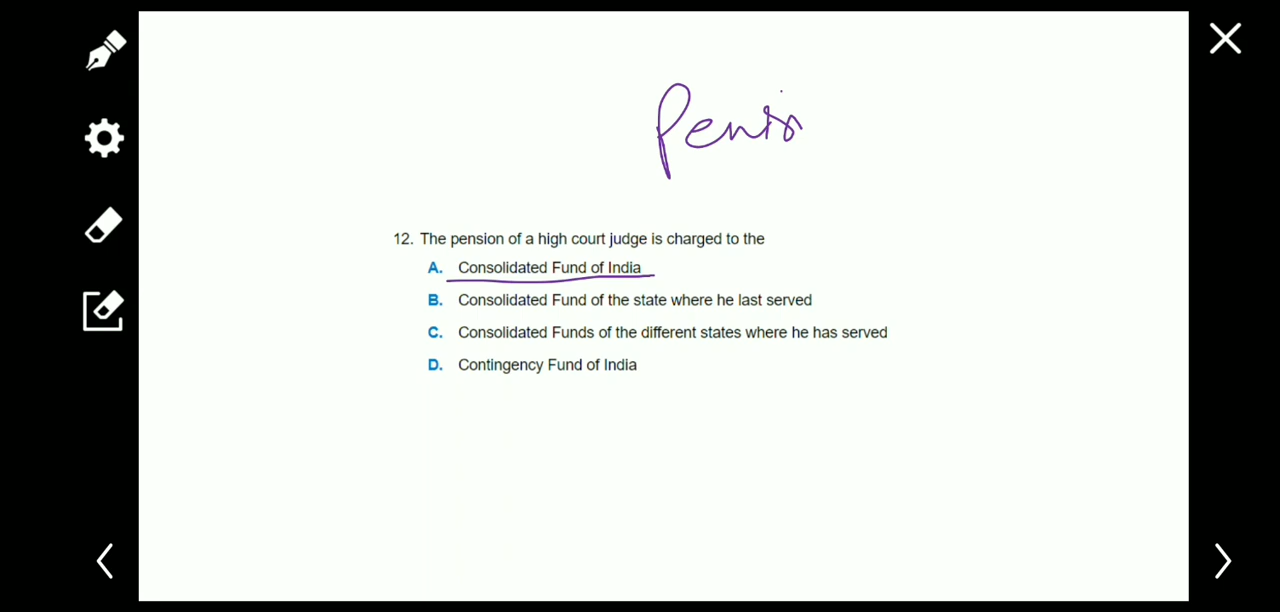 Pensio
12. The pension of a high court judge is charged to the
A. Consolidated Fund of India
B. Consolidated Fund of the state where he last served
C. Consolidated Funds of the different states where he has served
D. Contingency Fund of India